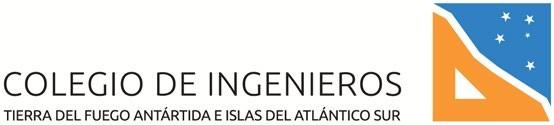 COLEGIO DE INGENIEROS
TIERRA DEL FUEGO ANTÁRTIDA E ISLAS DEL ATLÁNTICO SUR